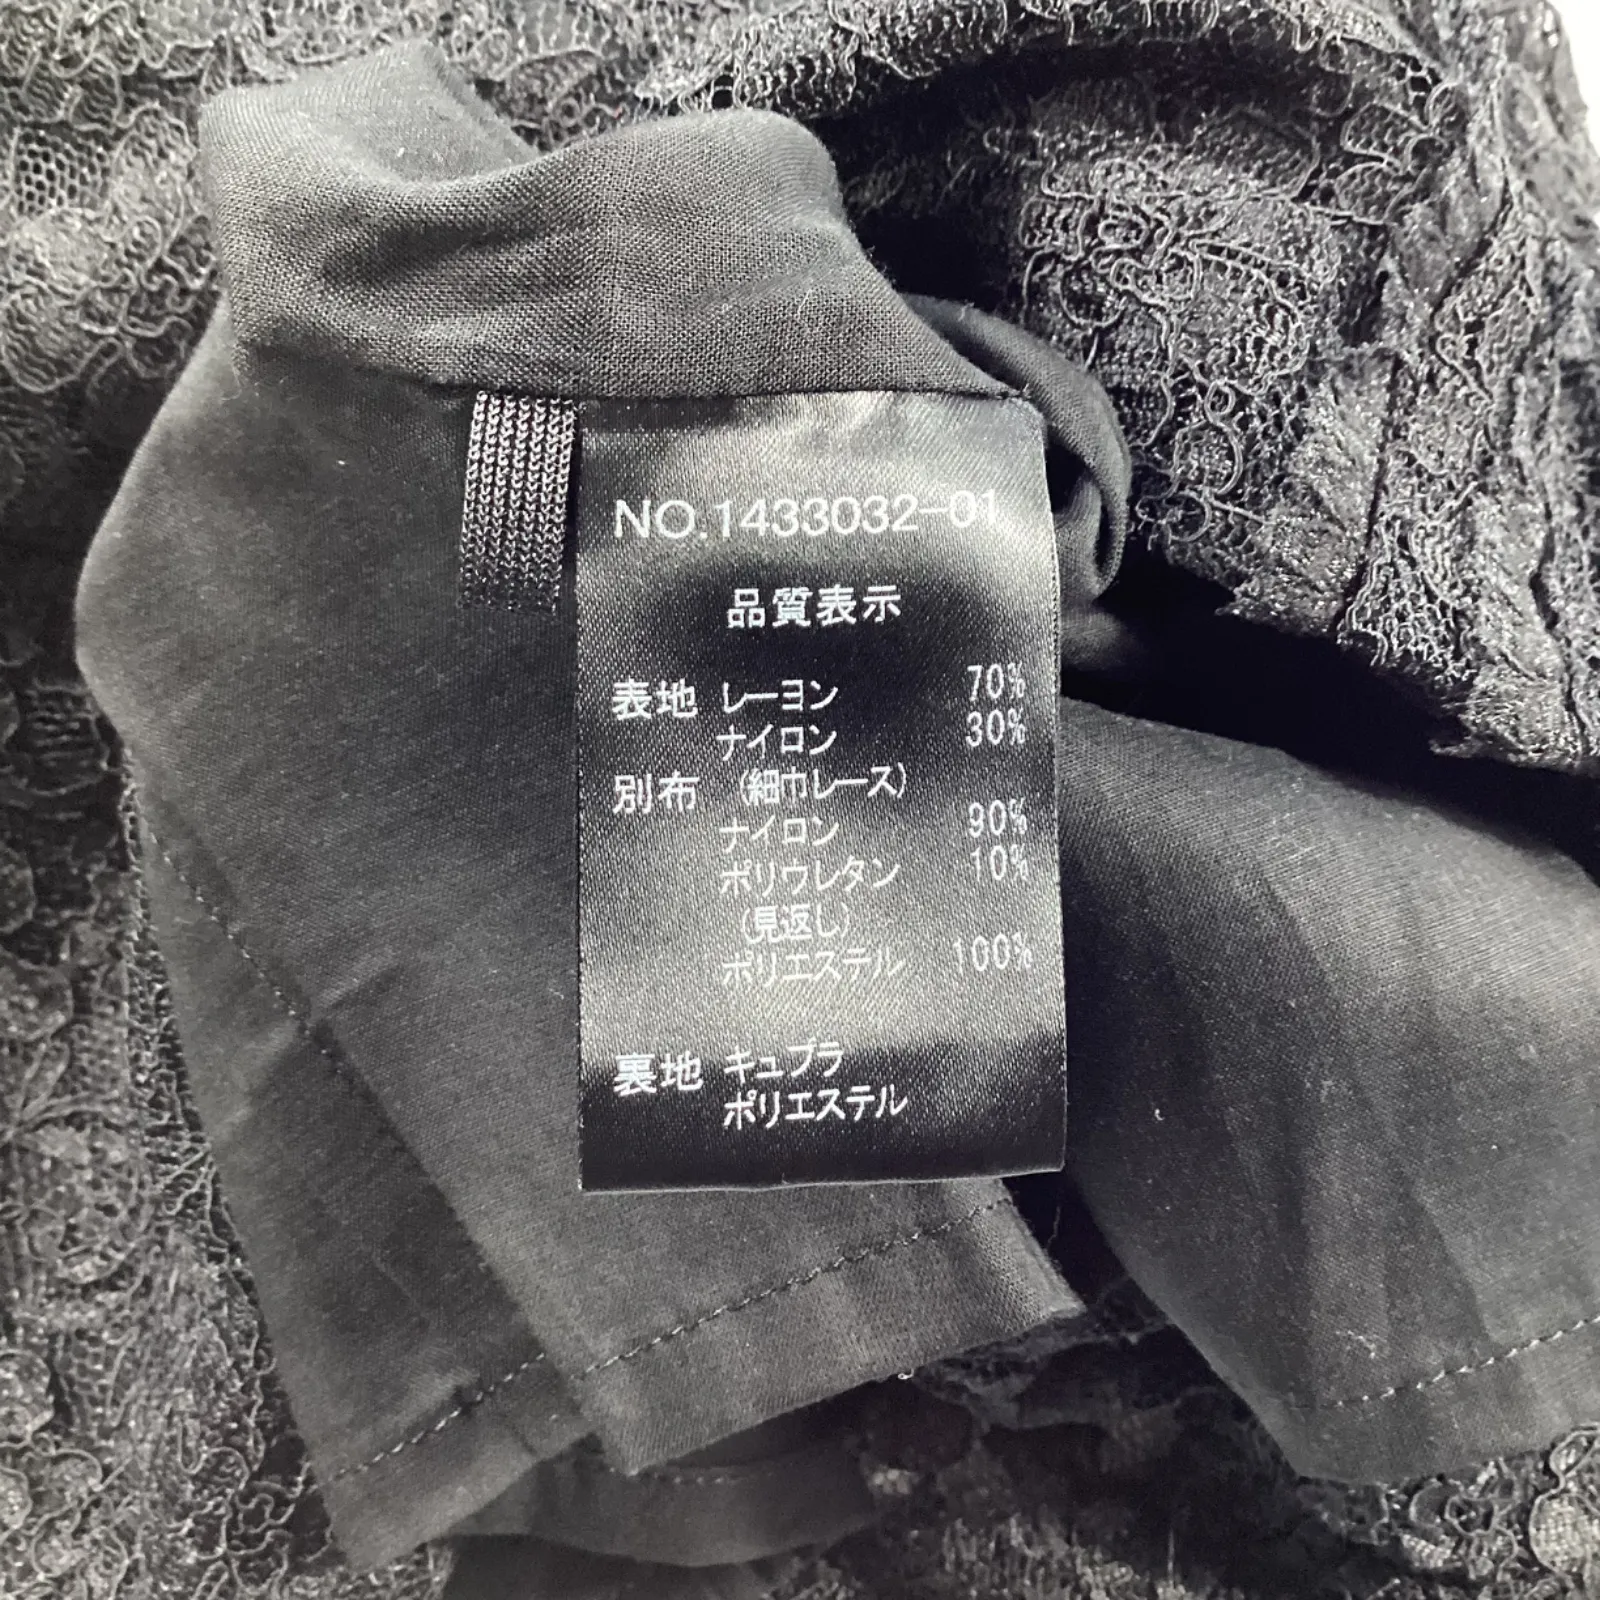 NO.1433032-01
品質表示
表地 レーヨン 70%
ナイロン 30%
別布 (細巾レース)
ナイロン 90%
ポリウレタン 10%
(見返し)
ポリエステル 100%
裏地 キュプラ
ポリエステル